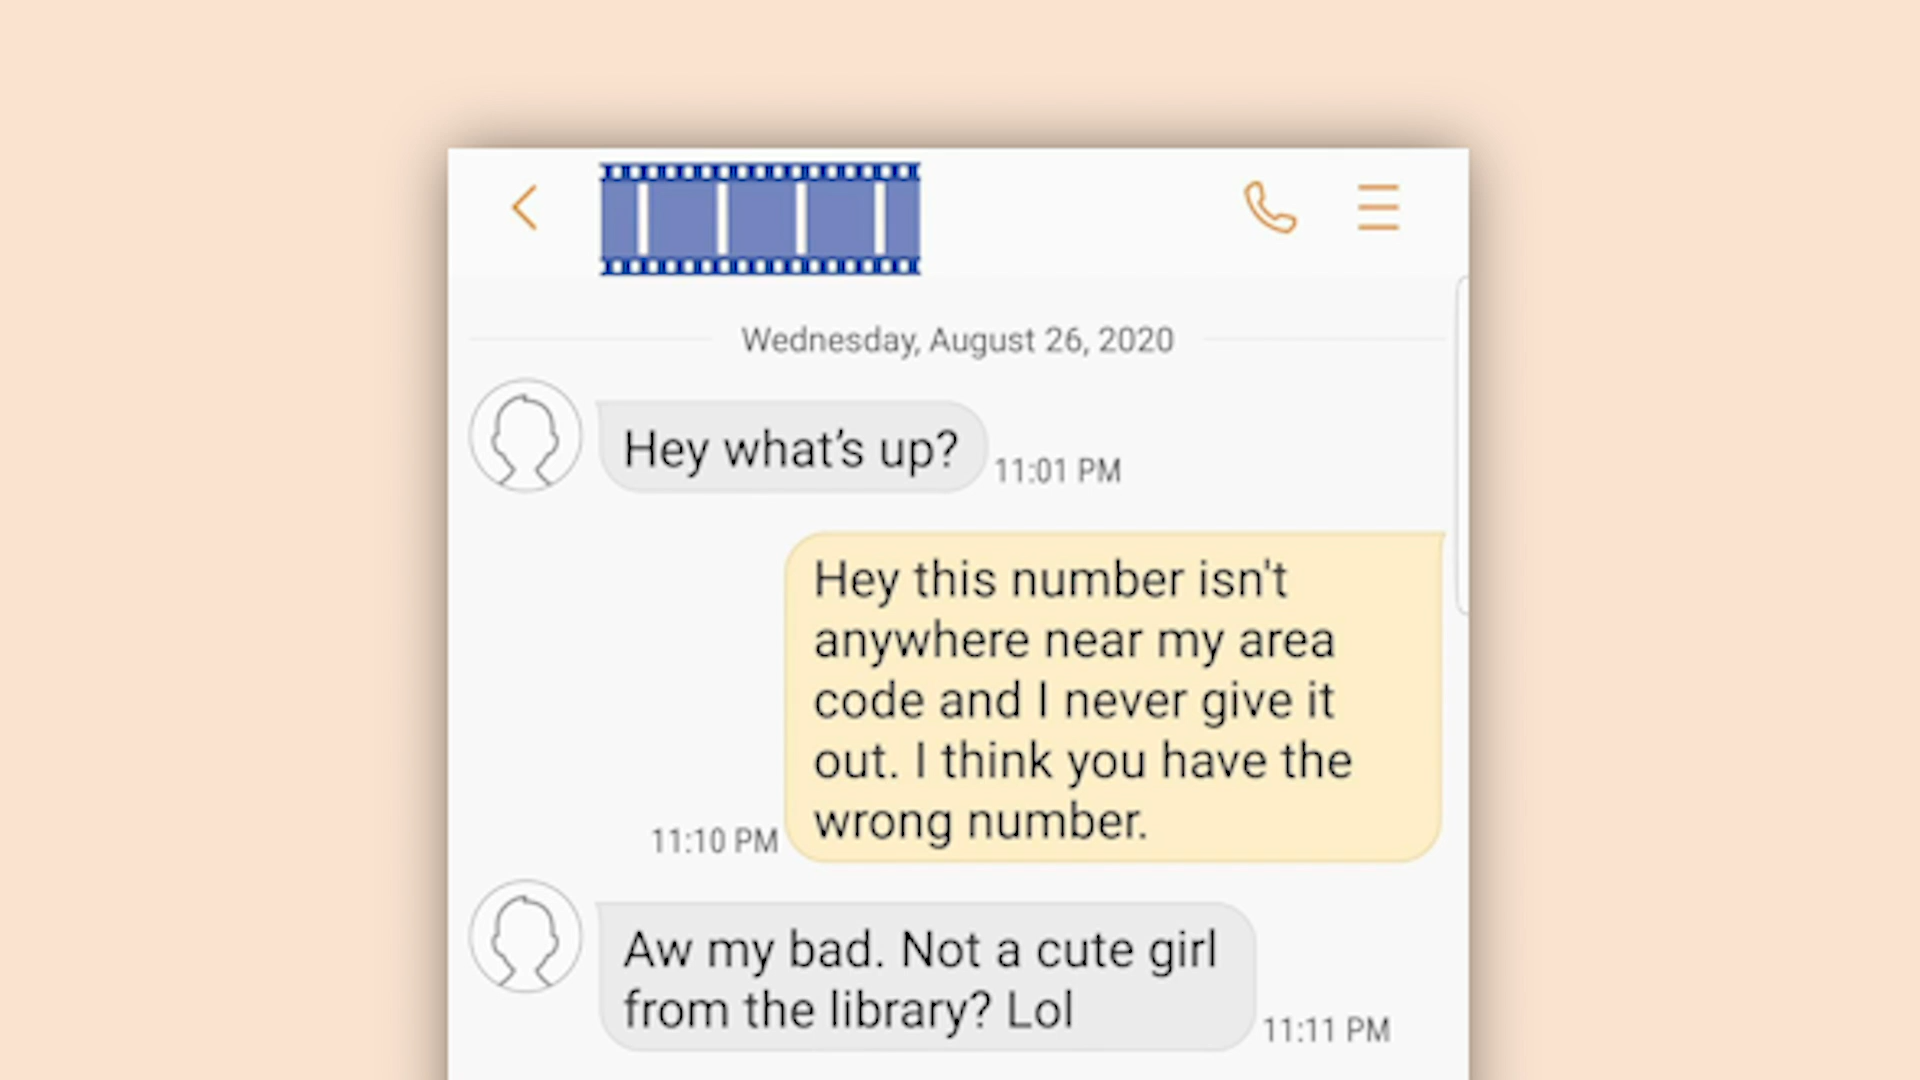 Wednesday, August 26, 2020
Hey what’s up?
11:01 PM
Hey this number isn't
anywhere near my area
code and I never give it
out. I think you have the
wrong number.
11:10 PM
Aw my bad. Not a cute girl
from the library? Lol
11:11 PM